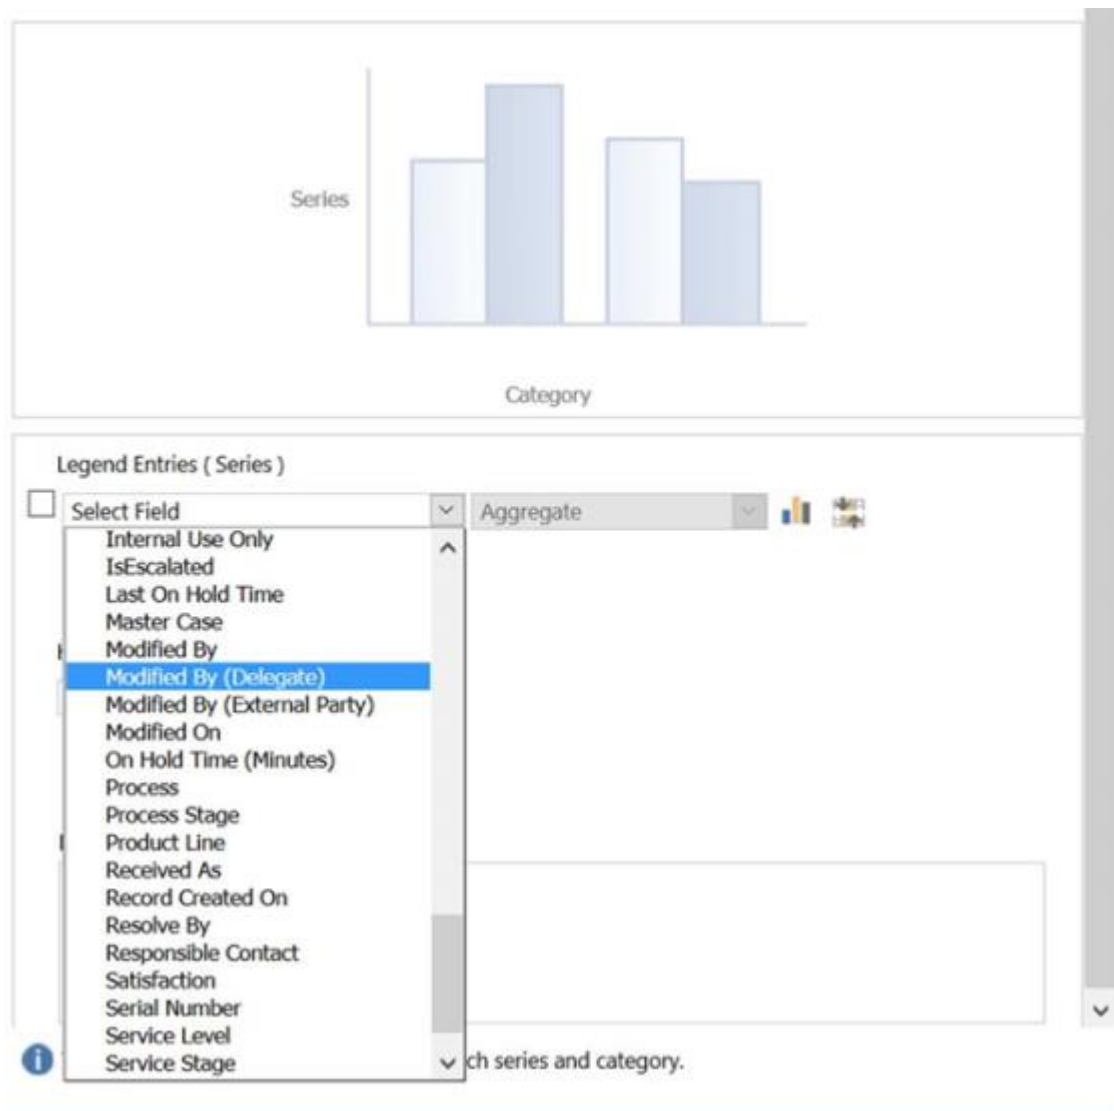 Series
Category
Legend Entries ( Series )
Select Field
Aggregate
Internal Use Only
IsEscalated
Last On Hold Time
Master Case
Modified By
Modified By (Delegate)
Modified By (External Party)
Modified On
On Hold Time (Minutes)
Process
Process Stage
Product Line
Received As
Record Created On
Resolve By
Responsible Contact
Satisfaction
Serial Number
Service Level
Service Stage
series and category.